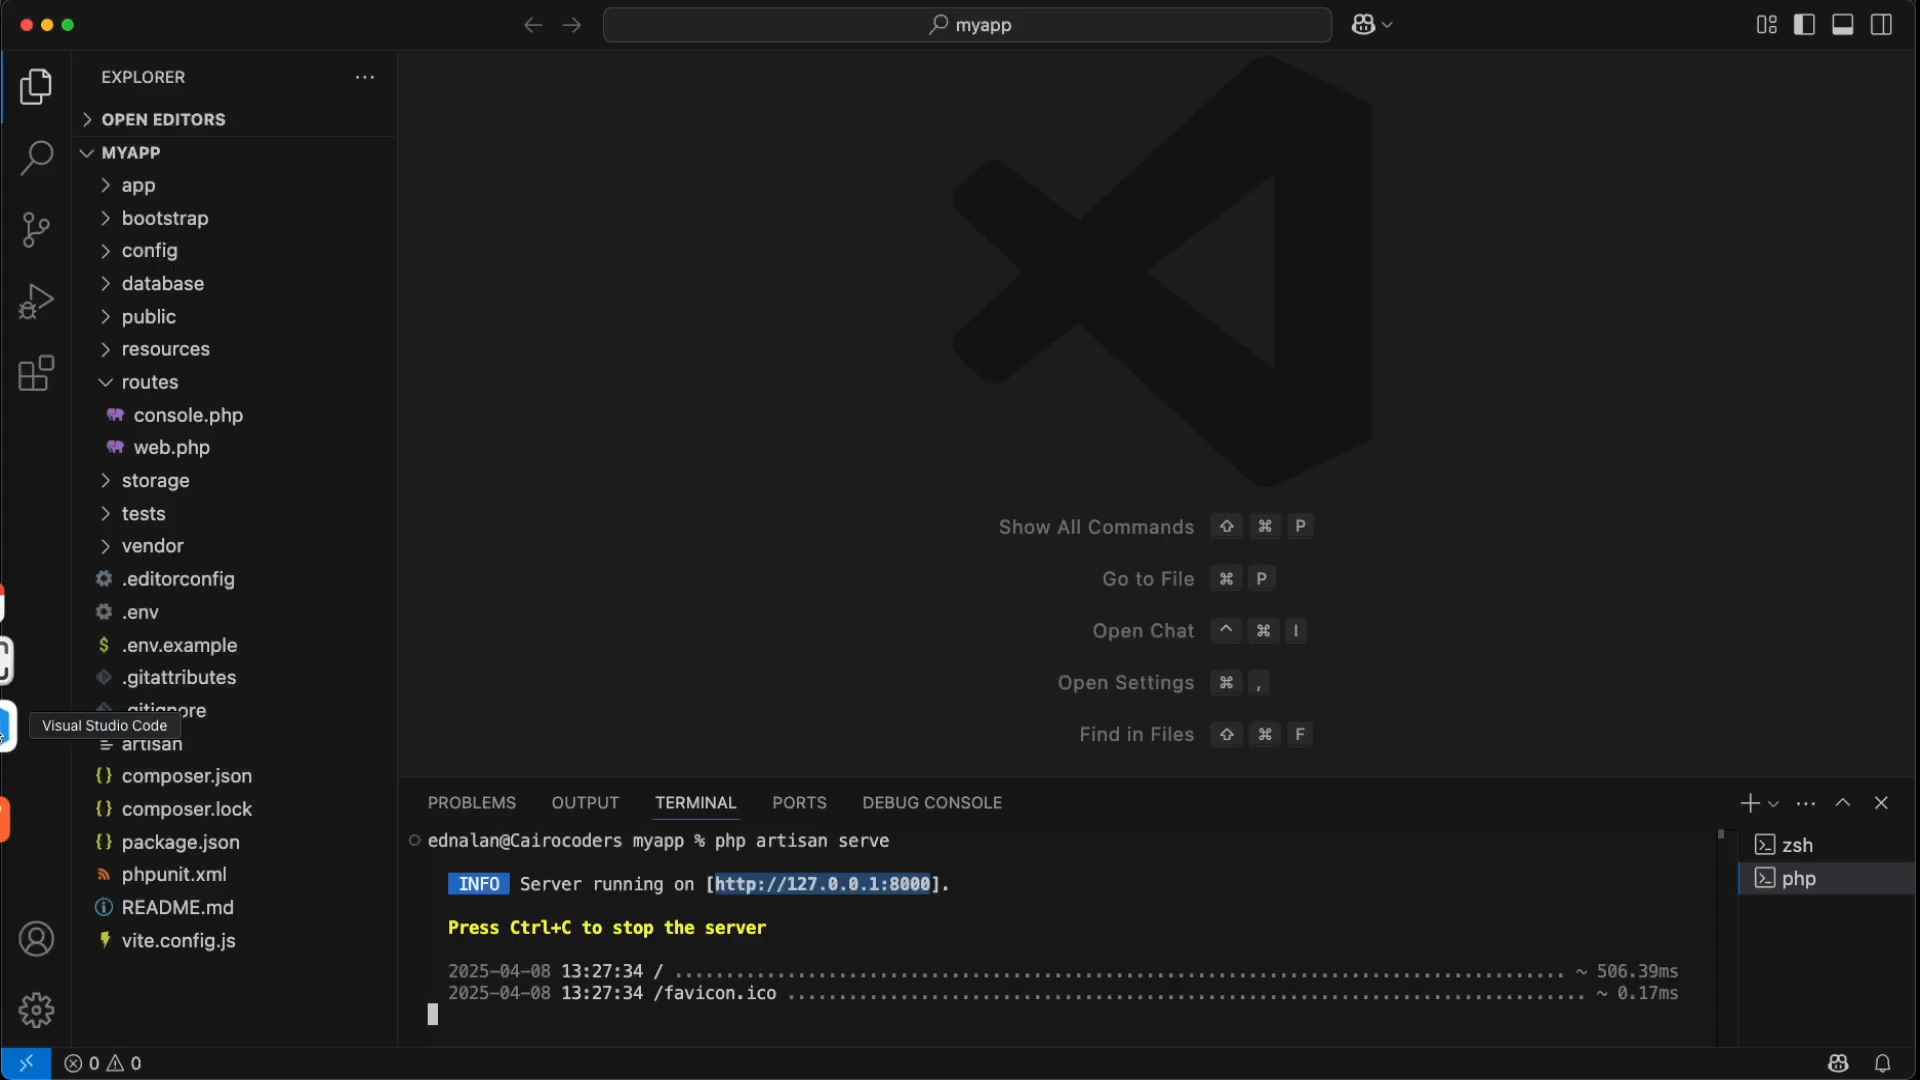 myapp
EXPLORER
OPEN EDITORS
MYAPP
app
bootstrap
config
database
public
resources
routes
console.php
web.php
storage
tests
vendor
.editorconfig
.env
$ .env.example
.gitattributes
.gitignore
Visual Studio Code
artisan
{} composer.json
{} composer.lock
{} package.json
phpunit.xml
README.md
vite.config.js
Show All Commands ⇧ ⌘ P
Go to File ⌘ P
Open Chat ^ ⌘ I
Open Settings ⌘ ,
Find in Files ⇧ ⌘ F
PROBLEMS OUTPUT TERMINAL PORTS DEBUG CONSOLE
ednalan@Cairocoders myapp % php artisan serve
INFO Server running on [http://127.0.0.1:8000].
Press Ctrl+C to stop the server
2025-04-08 13:27:34 / ........................................................................................ ~ 506.39ms
2025-04-08 13:27:34 /favicon.ico .............................................................................. ~ 0.17ms
zsh
php
0 0